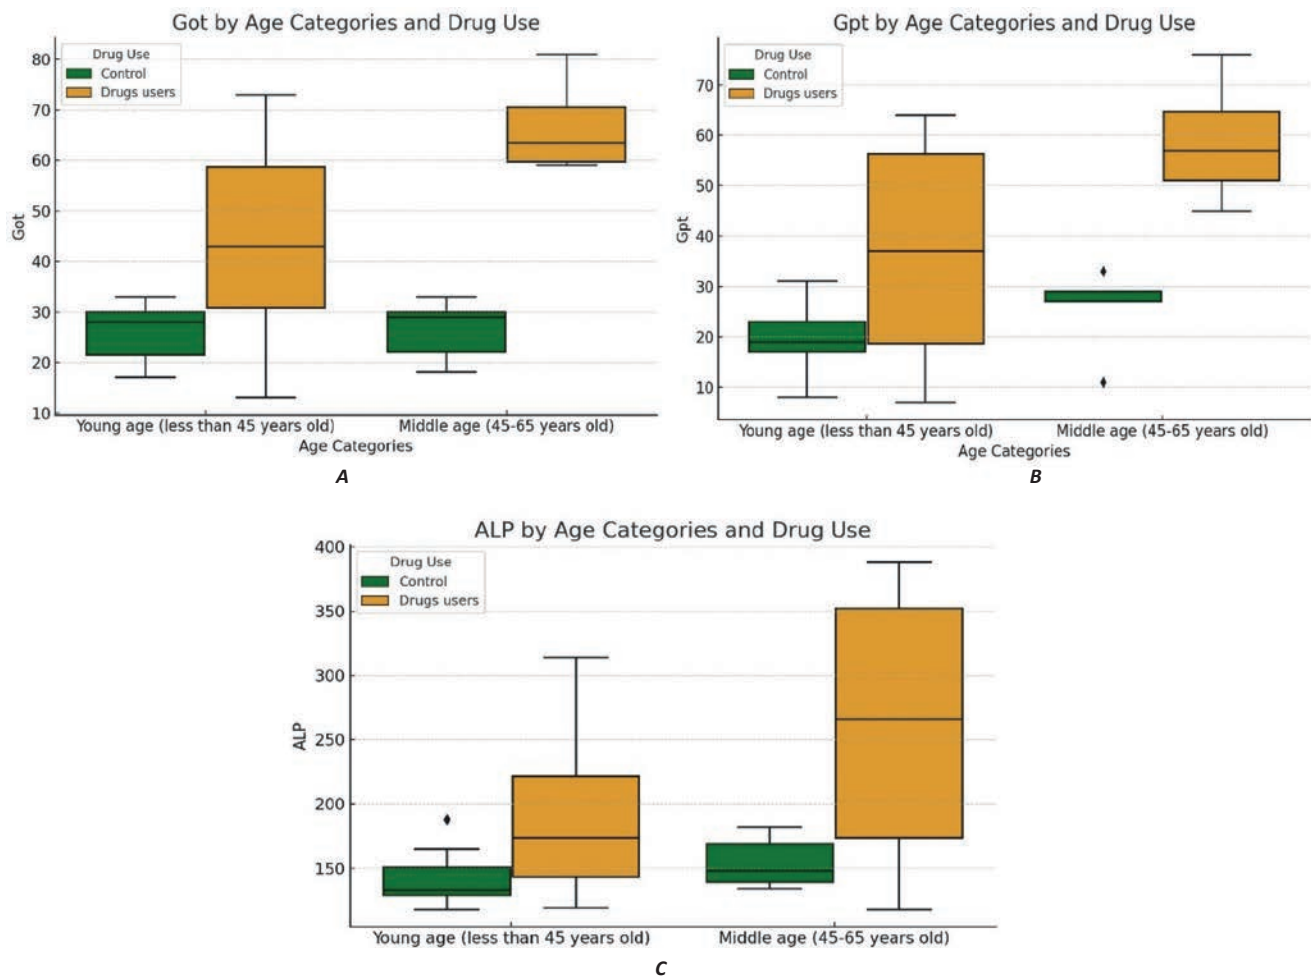 Got by Age Categories and Drug Use
Drug Use
Control
Drugs users
80
70
60
50
40
30
20
10
Got
Young age (less than 45 years old)
Middle age (45-65 years old)
Age Categories
A
Gpt by Age Categories and Drug Use
Drug Use
Control
Drugs users
70
60
50
40
30
20
10
Gpt
Young age (less than 45 years old)
Middle age (45-65 years old)
Age Categories
B
ALP by Age Categories and Drug Use
Drug Use
Control
Drugs users
400
350
300
250
200
150
ALP
Young age (less than 45 years old)
Middle age (45-65 years old)
C